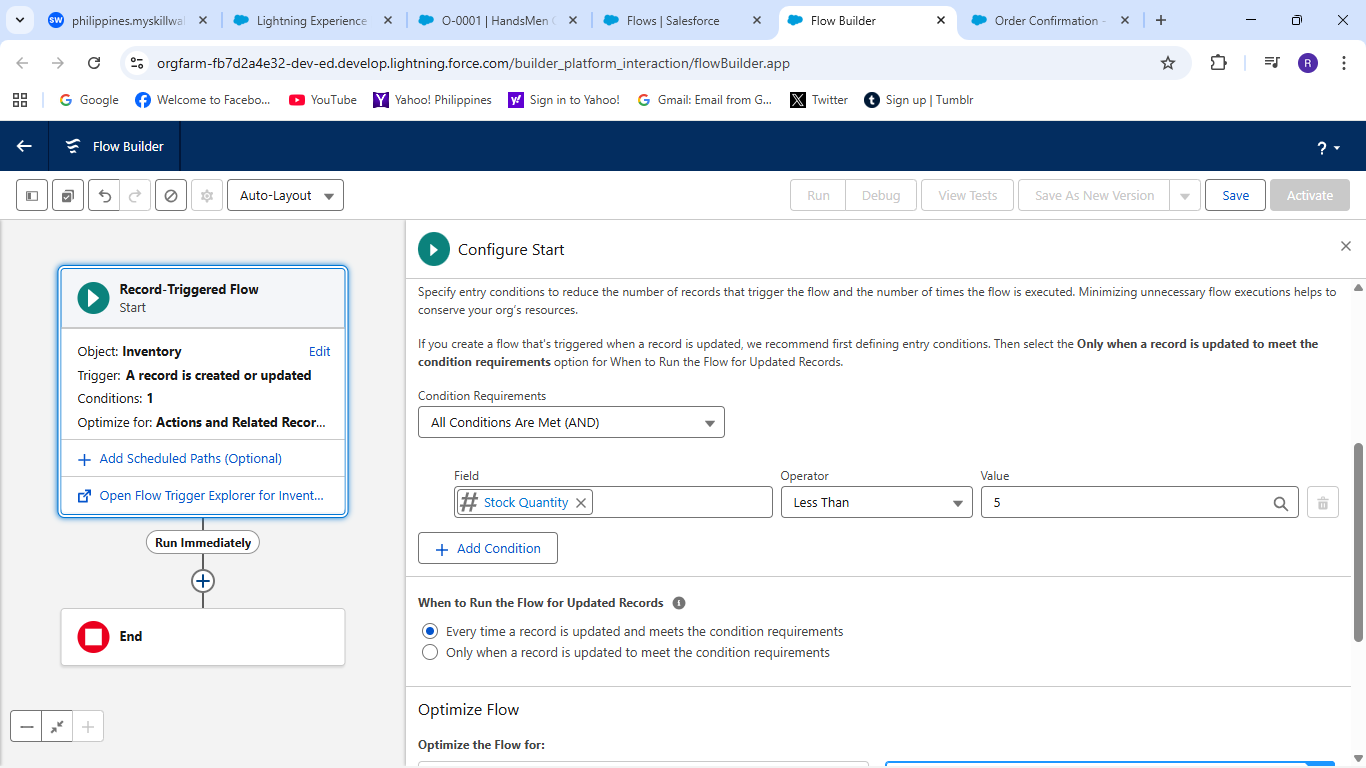 philippines.myskillwal
Lightning Experience
O-0001 | HandsMen
Flows | Salesforce
Flow Builder
Order Confirmation -
orgfarm-fb7d2a4e32-dev-ed.develop.lightning.force.com/builder_platform_interaction/flowBuilder.app
R
Google
Welcome to Facebo...
YouTube
Yahoo! Philippines
Sign in to Yahoo!
Gmail: Email from G...
Twitter
Sign up | Tumblr
Flow Builder
?
Auto-Layout
Run
Debug
View Tests
Save As New Version
Save
Activate
Record-Triggered Flow
Start
Object: Inventory
Edit
Trigger: A record is created or updated
Conditions: 1
Optimize for: Actions and Related Recor...
Add Scheduled Paths (Optional)
Open Flow Trigger Explorer for Invent...
Run Immediately
End
Configure Start
Specify entry conditions to reduce the number of records that trigger the flow and the number of times the flow is executed. Minimizing unnecessary flow executions helps to
conserve your org's resources.
If you create a flow that's triggered when a record is updated, we recommend first defining entry conditions. Then select the Only when a record is updated to meet the
condition requirements option for When to Run the Flow for Updated Records.
Condition Requirements
All Conditions Are Met (AND)
Field
Operator
Value
Stock Quantity
Less Than
5
Add Condition
When to Run the Flow for Updated Records
Every time a record is updated and meets the condition requirements
Only when a record is updated to meet the condition requirements
Optimize Flow
Optimize the Flow for: